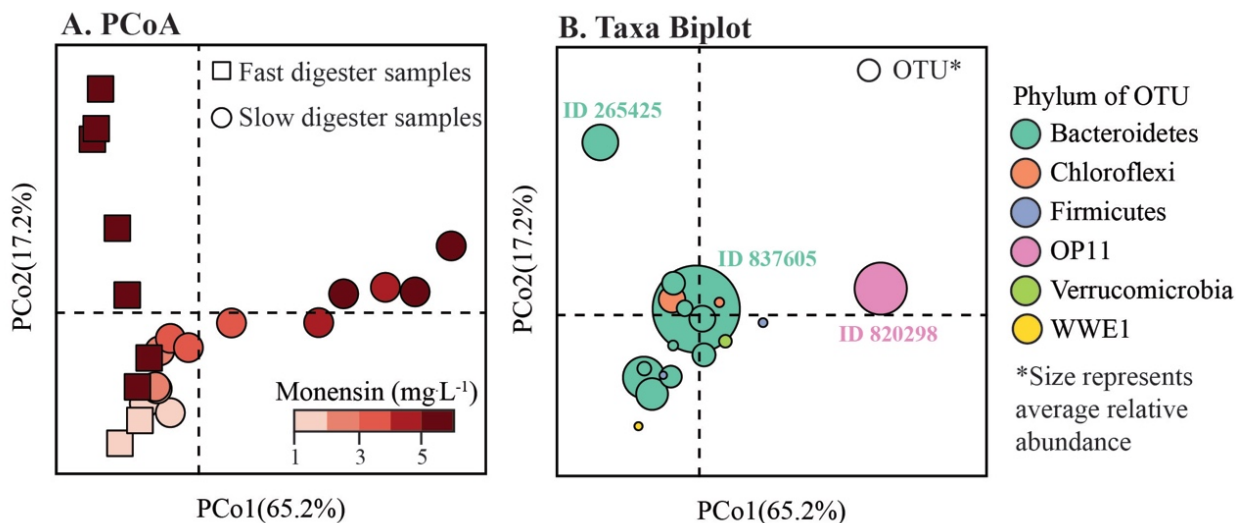 A. PCoA
Fast digester samples
Slow digester samples
PCo2(17.2%)
Monensin (mg·L⁻¹)
1 3 5
PCo1(65.2%)
B. Taxa Biplot
OTU*
ID 265425
ID 837605
ID 820298
PCo2(17.2%)
PCo1(65.2%)
Phylum of OTU
Bacteroidetes
Chloroflexi
Firmicutes
OP11
Verrucomicrobia
WWE1
*Size represents
average relative
abundance